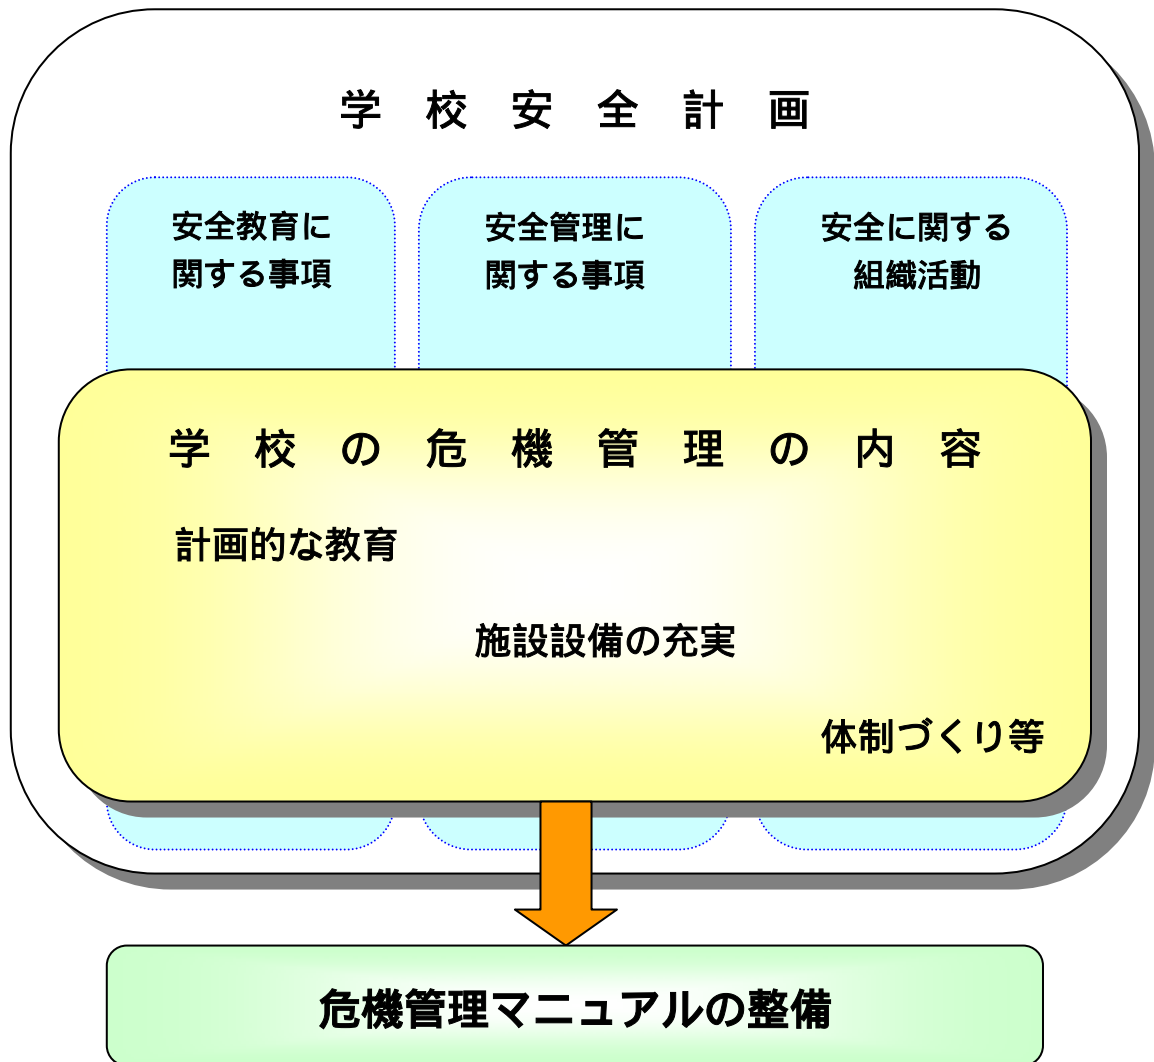 学校安全計画
安全教育に
関する事項
安全管理に
関する事項
安全に関する
組織活動
学校の危機管理の内容
計画的な教育
施設設備の充実
体制づくり等
危機管理マニュアルの整備